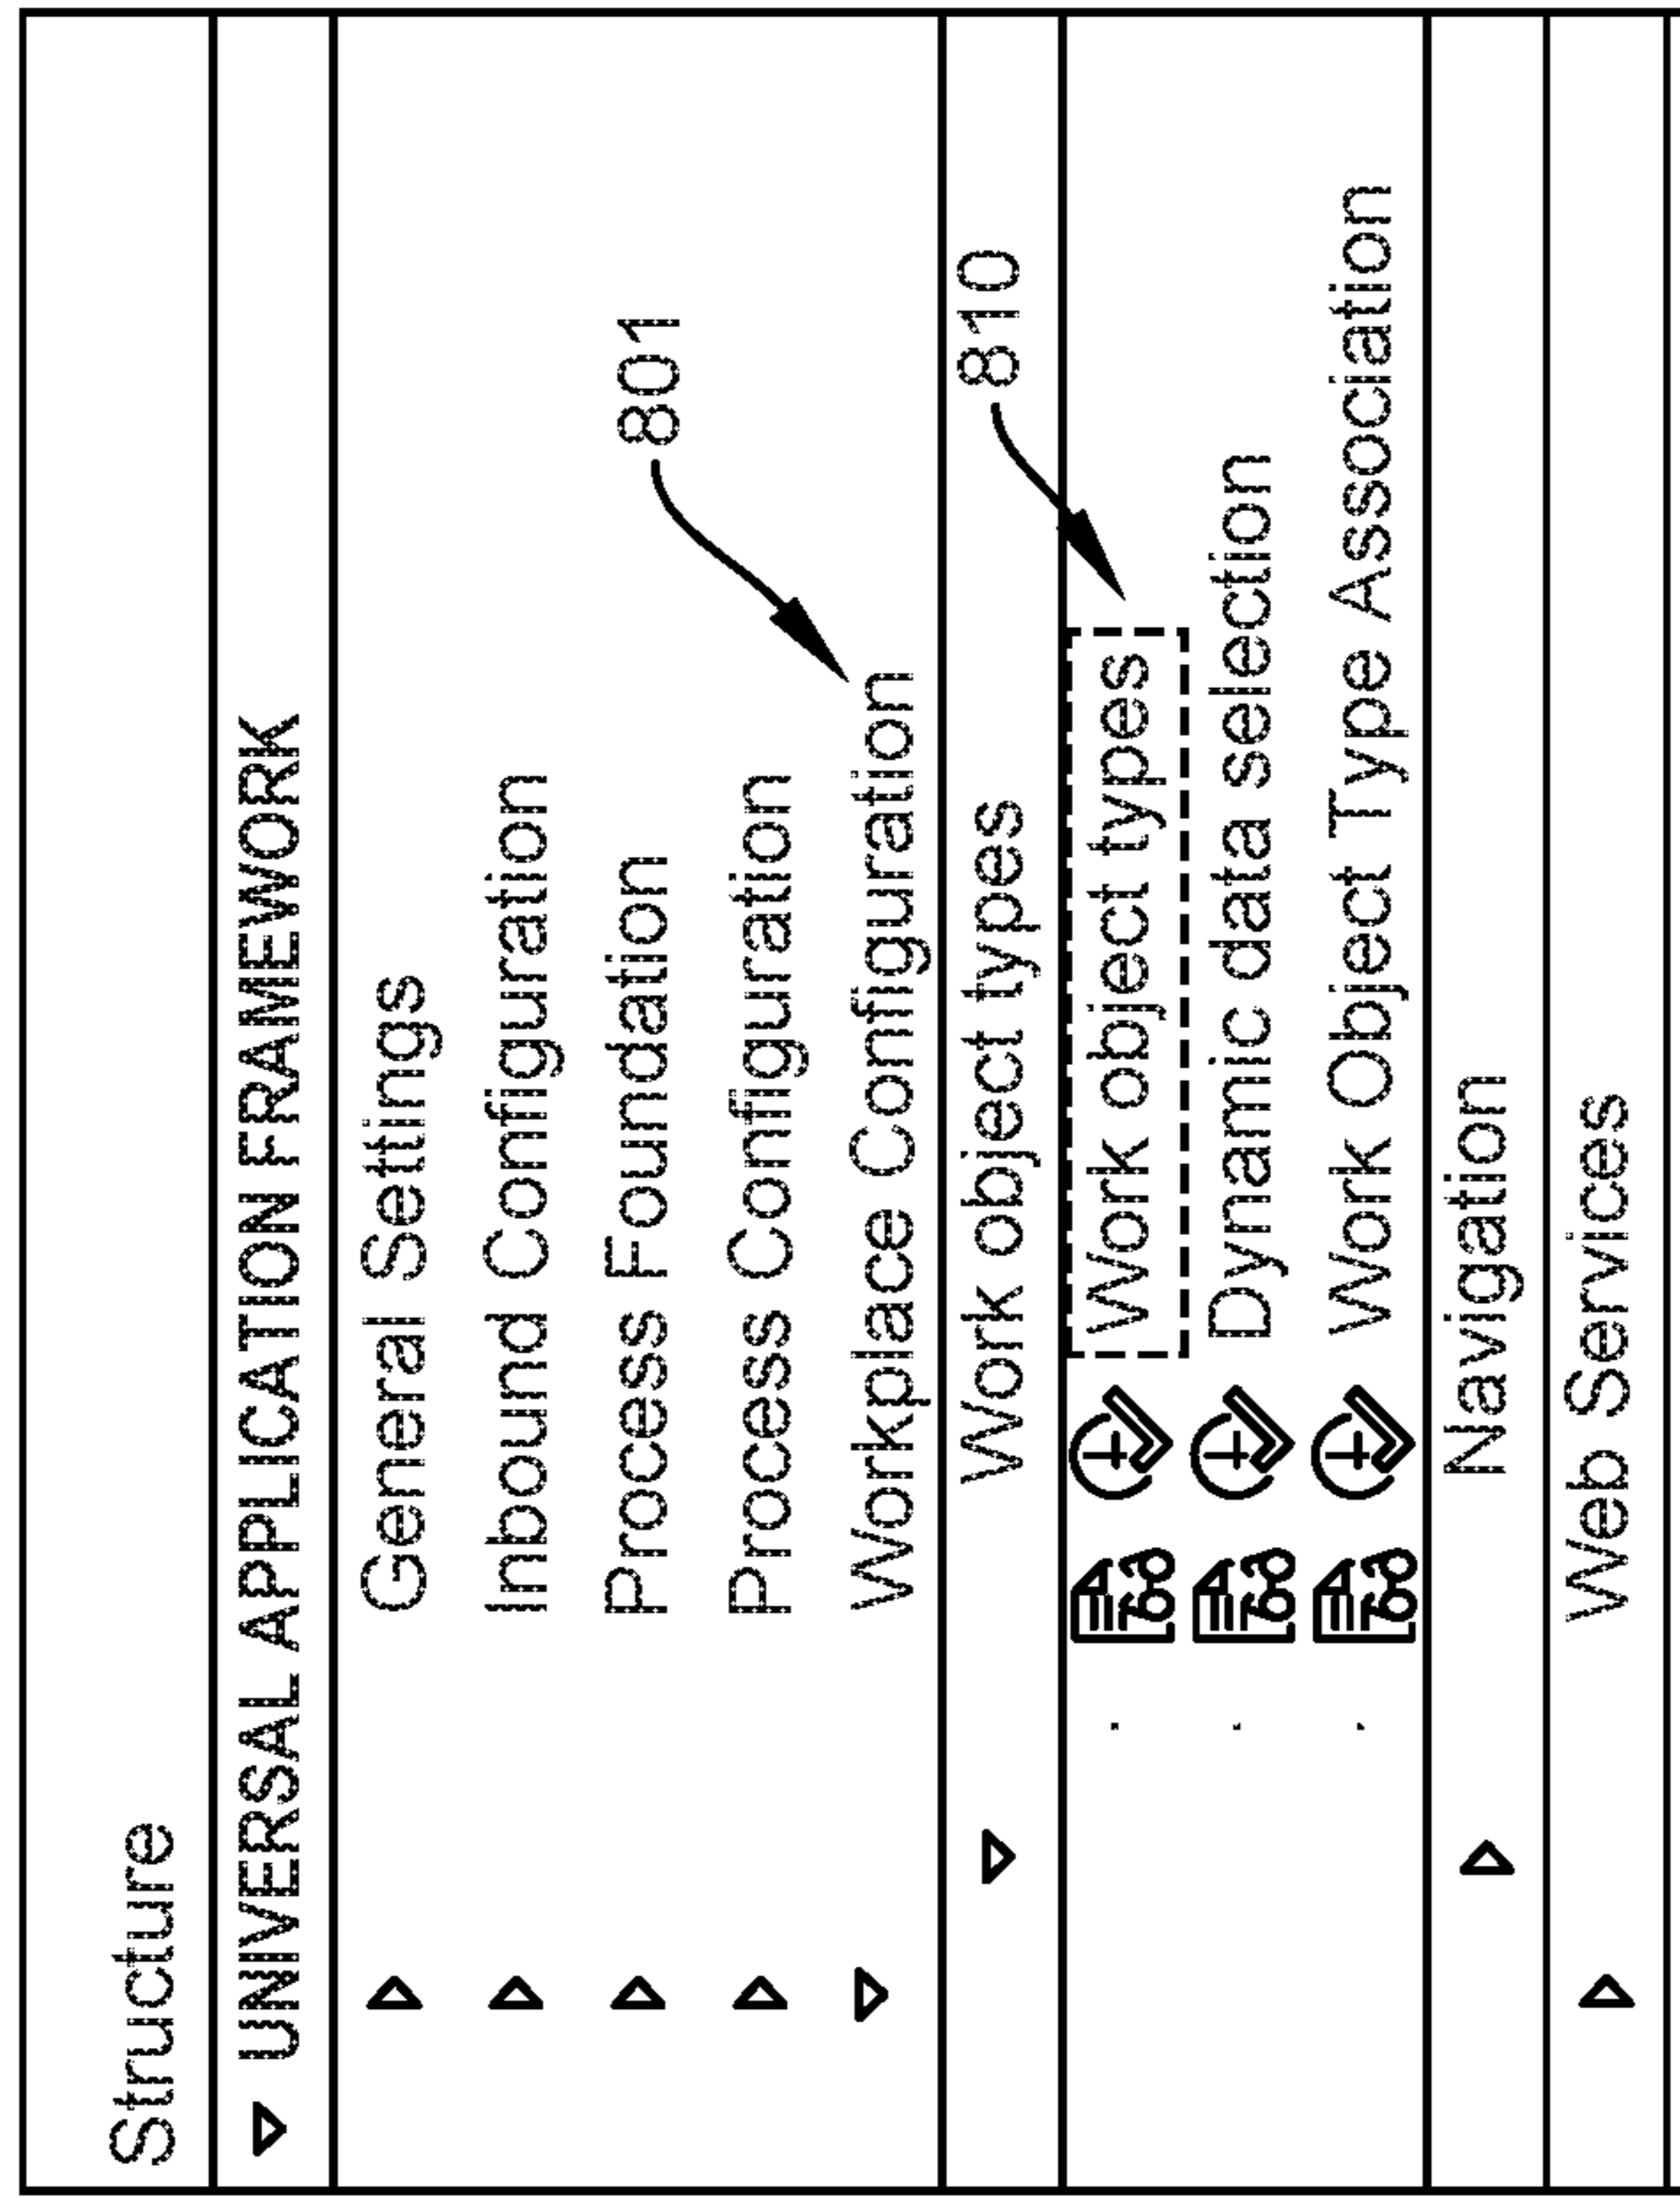 Structure
UNIVERSAL APPLICATION FRAMEWORK
General Settings
Inbound Configuration
Process Foundation
Process Configuration
801
Workplace Configuration
Work object types
810
Work object types
Dynamic data selection
Work Object Type Association
Navigation
Web Services